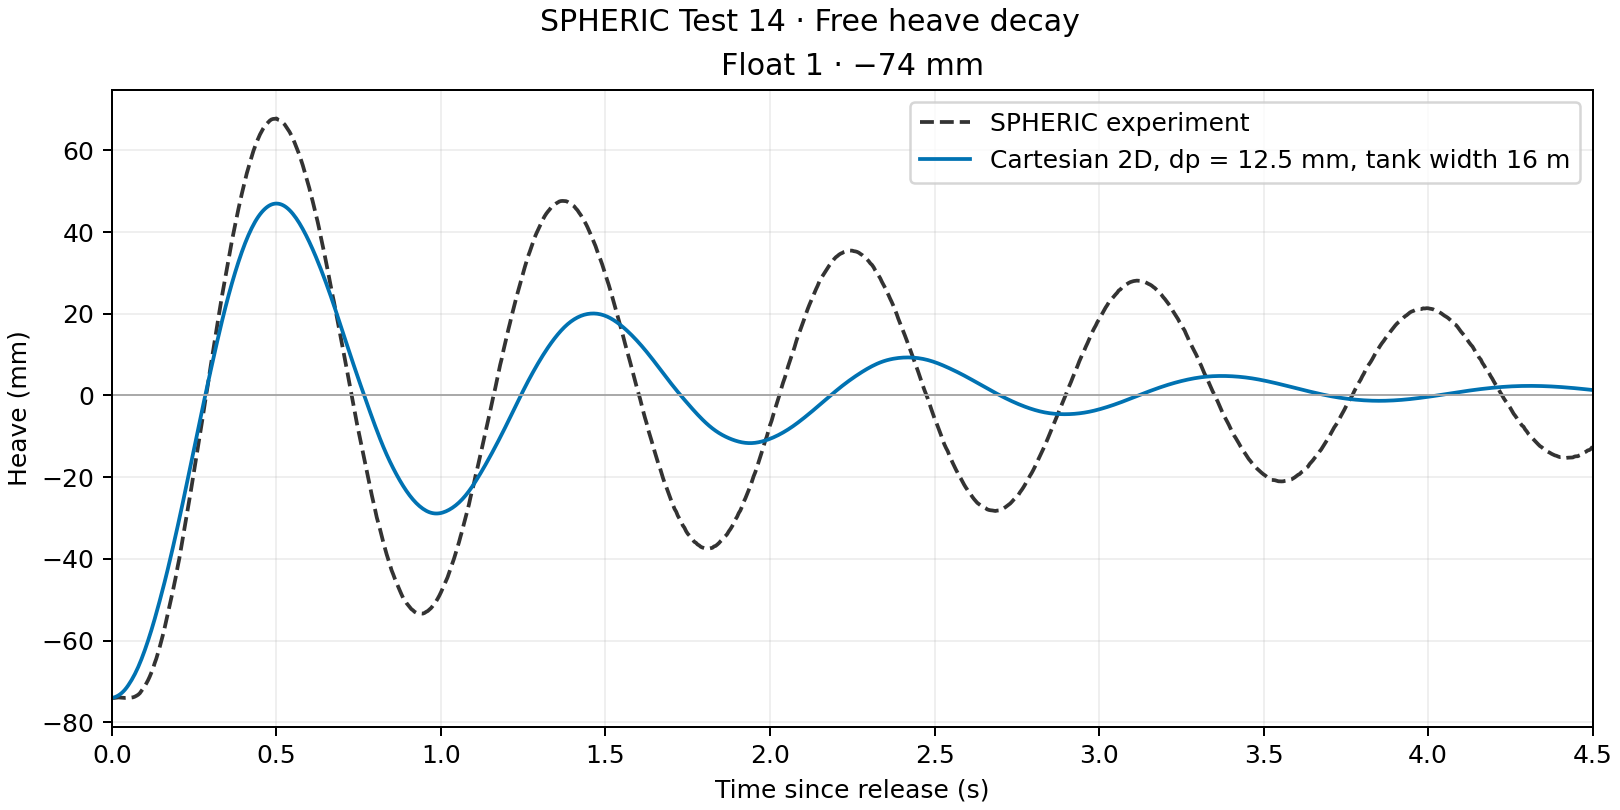 SPHERIC Test 14 · Free heave decay
Float 1 · −74 mm
SPHERIC experiment
Cartesian 2D, dp = 12.5 mm, tank width 16 m
Heave (mm)
60
40
20
0
−20
−40
−60
−80
0.0 0.5 1.0 1.5 2.0 2.5 3.0 3.5 4.0 4.5
Time since release (s)